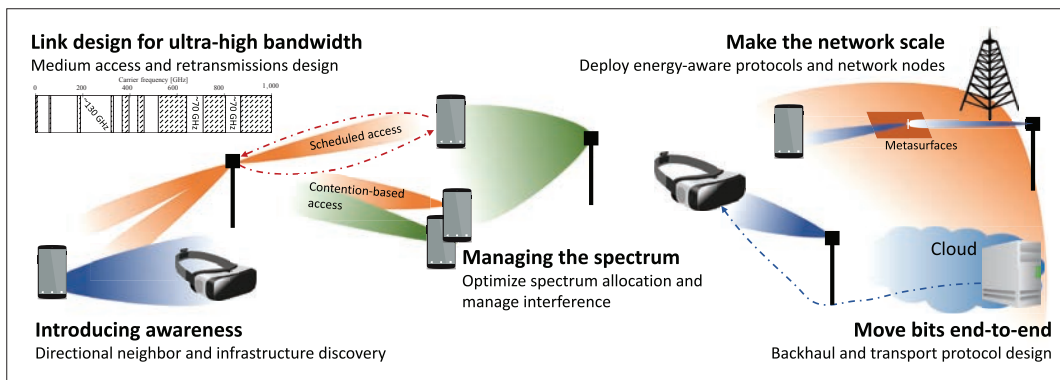 Link design for ultra-high bandwidth
Medium access and retransmissions design
Carrier frequency [GHz]
0 200 400 600 800 1,000
~130 GHz
~70 GHz
~70 GHz
Scheduled access
Contention-based
access
Make the network scale
Deploy energy-aware protocols and network nodes
Metasurfaces
Managing the spectrum
Optimize spectrum allocation and
manage interference
Cloud
Introducing awareness
Directional neighbor and infrastructure discovery
Move bits end-to-end
Backhaul and transport protocol design